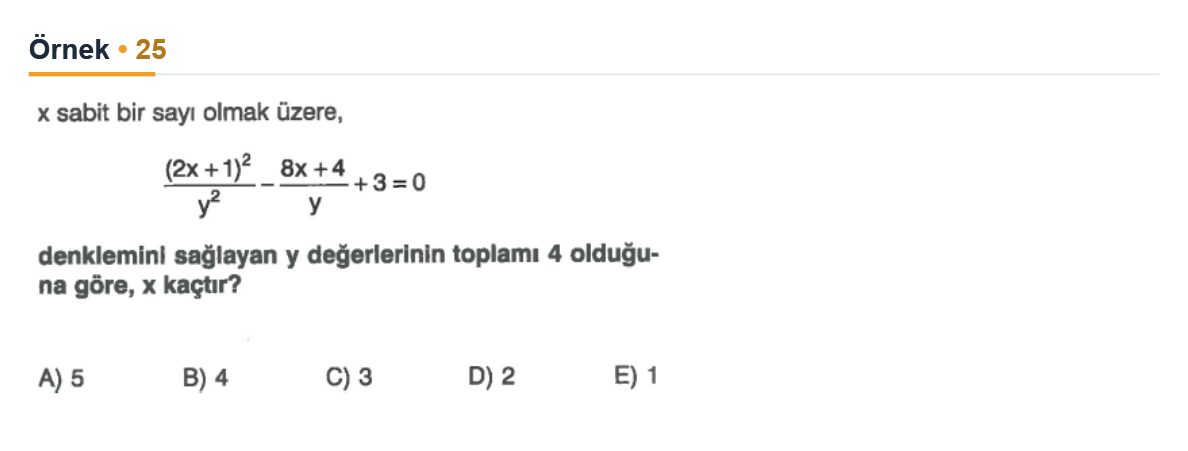 Örnek • 25
x sabit bir sayı olmak üzere,
(2x + 1)² / y² − 8x + 4 / y + 3 = 0
denklemini sağlayan y değerlerinin toplamı 4 olduğu-
na göre, x kaçtır?
A) 5 B) 4 C) 3 D) 2 E) 1